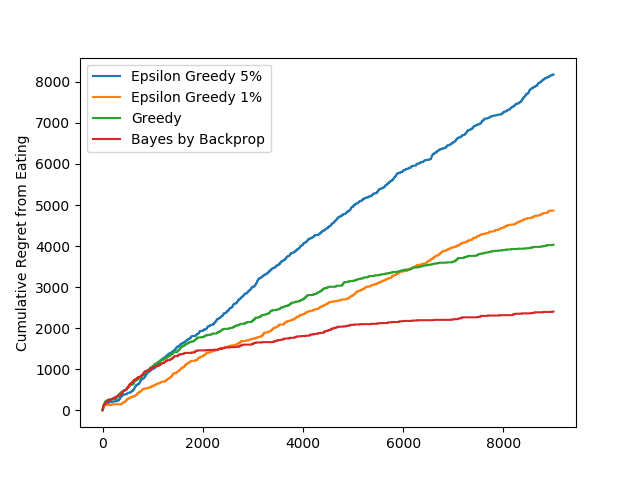 Epsilon Greedy 5%
Epsilon Greedy 1%
Greedy
Bayes by Backprop
Cumulative Regret from Eating
8000
7000
6000
5000
4000
3000
2000
1000
0
0 2000 4000 6000 8000